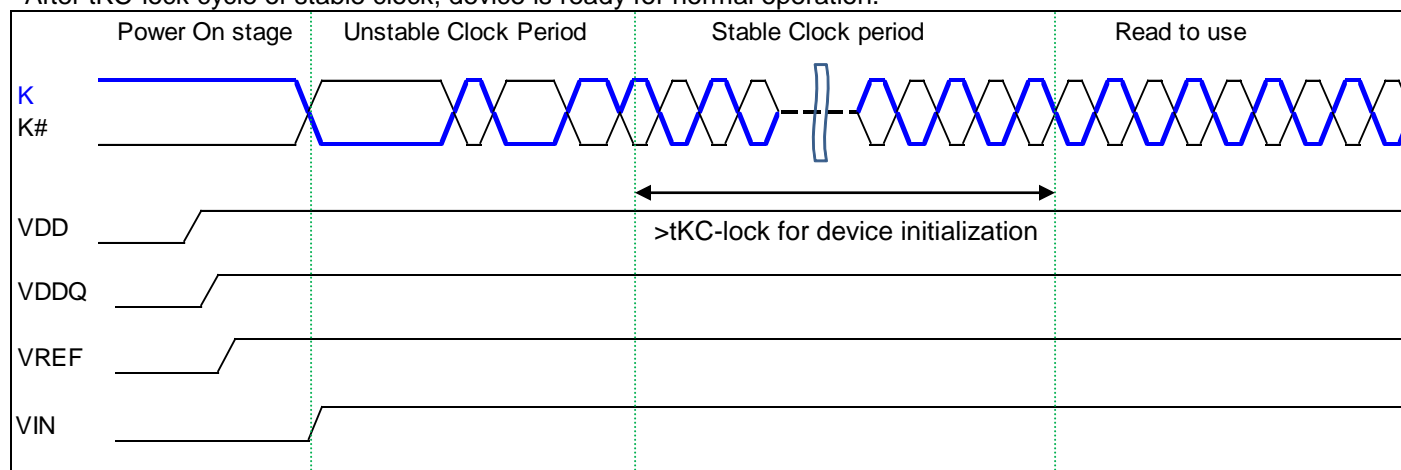 After tKC-lock cycle of stable clock, device is ready for normal operation.
Power On stage Unstable Clock Period Stable Clock period Read to use
K
K#
VDD
>tKC-lock for device initialization
VDDQ
VREF
VIN